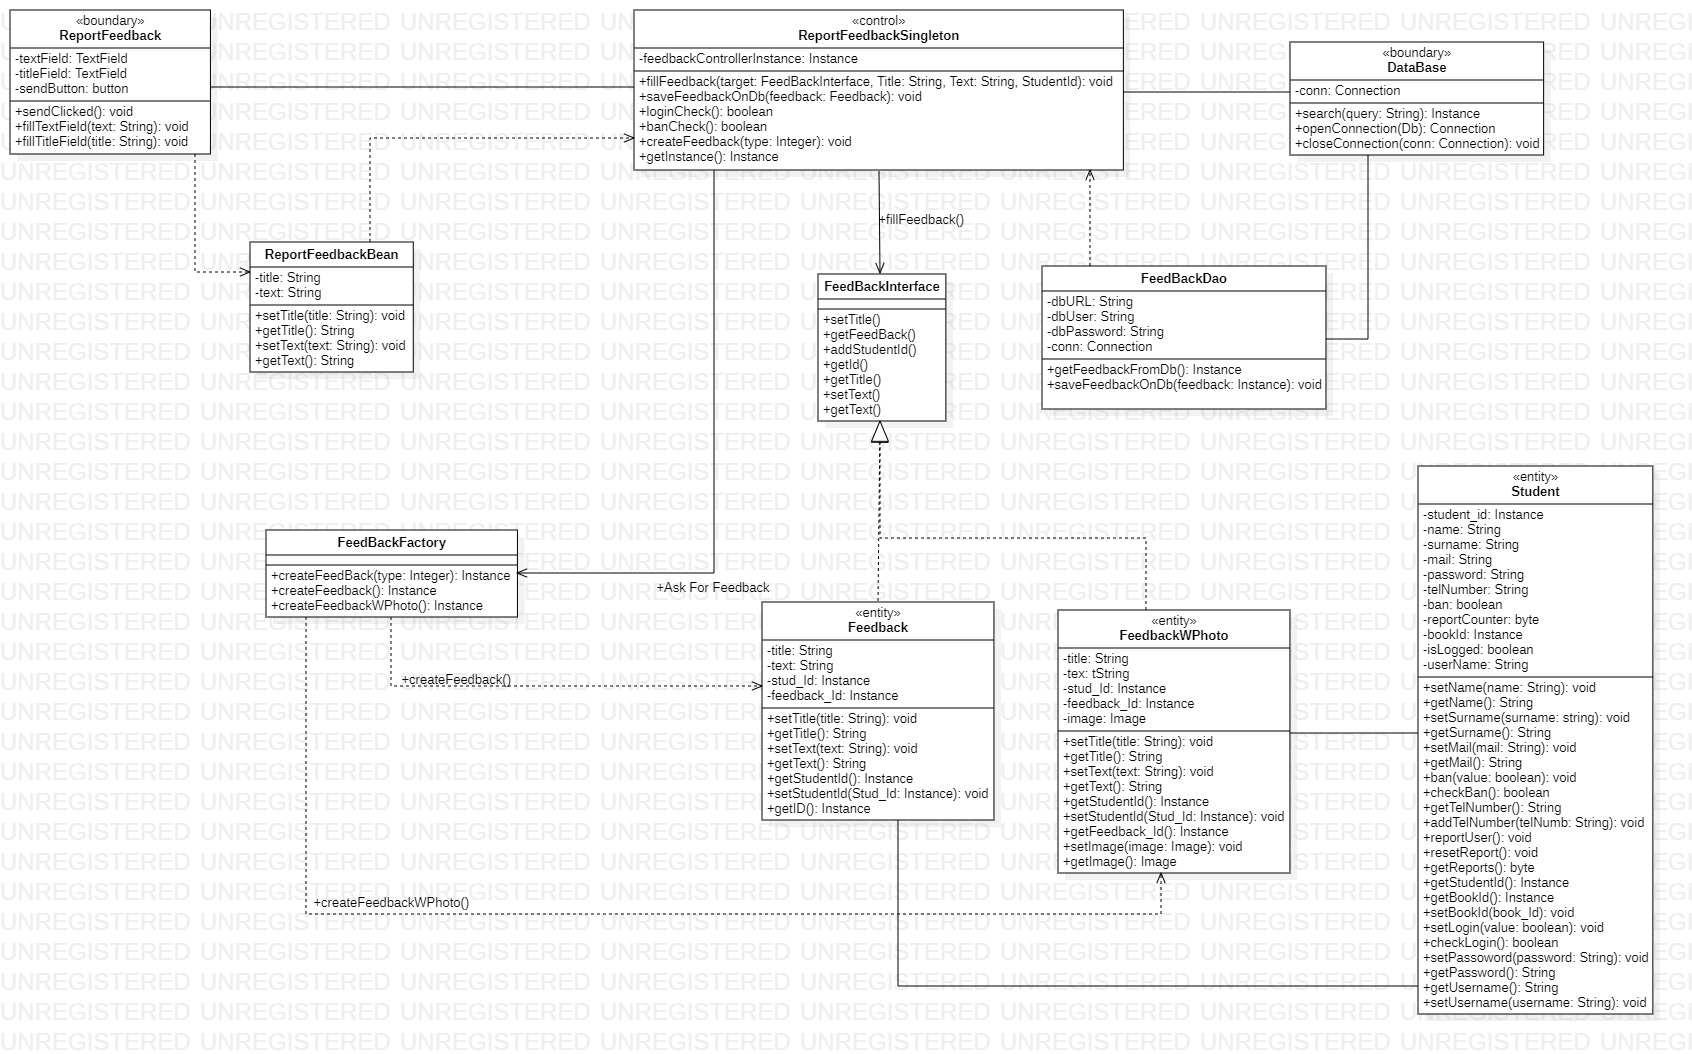 «boundary»
ReportFeedback
-textField: TextField
-titleField: TextField
-sendButton: button
+sendClicked(): void
+fillTextField(text: String): void
+fillTitleField(title: String): void
«control»
ReportFeedbackSingleton
-feedbackControllerInstance: Instance
+fillFeedback(target: FeedBackInterface, Title: String, Text: String, StudentId): void
+saveFeedbackOnDb(feedback: Feedback): void
+loginCheck(): boolean
+banCheck(): boolean
+createFeedback(type: Integer): void
+getInstance(): Instance
«boundary»
DataBase
-conn: Connection
+search(query: String): Instance
+openConnection(Db): Connection
+closeConnection(conn: Connection): void
+fillFeedback()
ReportFeedbackBean
-title: String
-text: String
+setTitle(title: String): void
+getTitle(): String
+setText(text: String): void
+getText(): String
FeedBackInterface
+setTitle()
+getFeedBack()
+addStudentId()
+getId()
+getTitle()
+setText()
+getText()
FeedBackDao
-dbURL: String
-dbUser: String
-dbPassword: String
-conn: Connection
+getFeedbackFromDb(): Instance
+saveFeedbackOnDb(feedback: Instance): void
FeedBackFactory
+createFeedBack(type: Integer): Instance
+createFeedback(): Instance
+createFeedbackWPhoto(): Instance
+Ask For Feedback
+createFeedback()
+createFeedbackWPhoto()
«entity»
Feedback
-title: String
-text: String
-stud_Id: Instance
-feedback_Id: Instance
+setTitle(title: String): void
+getTitle(): String
+setText(text: String): void
+getText(): String
+getStudentId(): Instance
+setStudentId(Stud_Id: Instance): void
+getID(): Instance
«entity»
FeedbackWPhoto
-title: String
-tex: tString
-stud_Id: Instance
-feedback_Id: Instance
-image: Image
+setTitle(title: String): void
+getTitle(): String
+setText(text: String): void
+getText(): String
+getStudentId(): Instance
+setStudentId(Stud_Id: Instance): void
+getFeedback_Id(): Instance
+setImage(image: Image): void
+getImage(): Image
«entity»
Student
-student_id: Instance
-name: String
-surname: String
-mail: String
-password: String
-telNumber: String
-ban: boolean
-reportCounter: byte
-bookId: Instance
-isLogged: boolean
-userName: String
+setName(name: String): void
+getName(): String
+setSurname(surname: string): void
+getSurname(): String
+setMail(mail: String): void
+getMail(): String
+ban(value: boolean): void
+checkBan(): boolean
+getTelNumber(): String
+addTelNumber(telNumb: String): void
+reportUser(): void
+resetReport(): void
+getReports(): byte
+getStudentId(): Instance
+getBookId(): Instance
+setBookId(book_Id): void
+setLogin(value: boolean): void
+checkLogin(): boolean
+setPassoword(password: String): void
+getPassword(): String
+getUsername(): String
+setUsername(username: String): void
UNREGISTERED